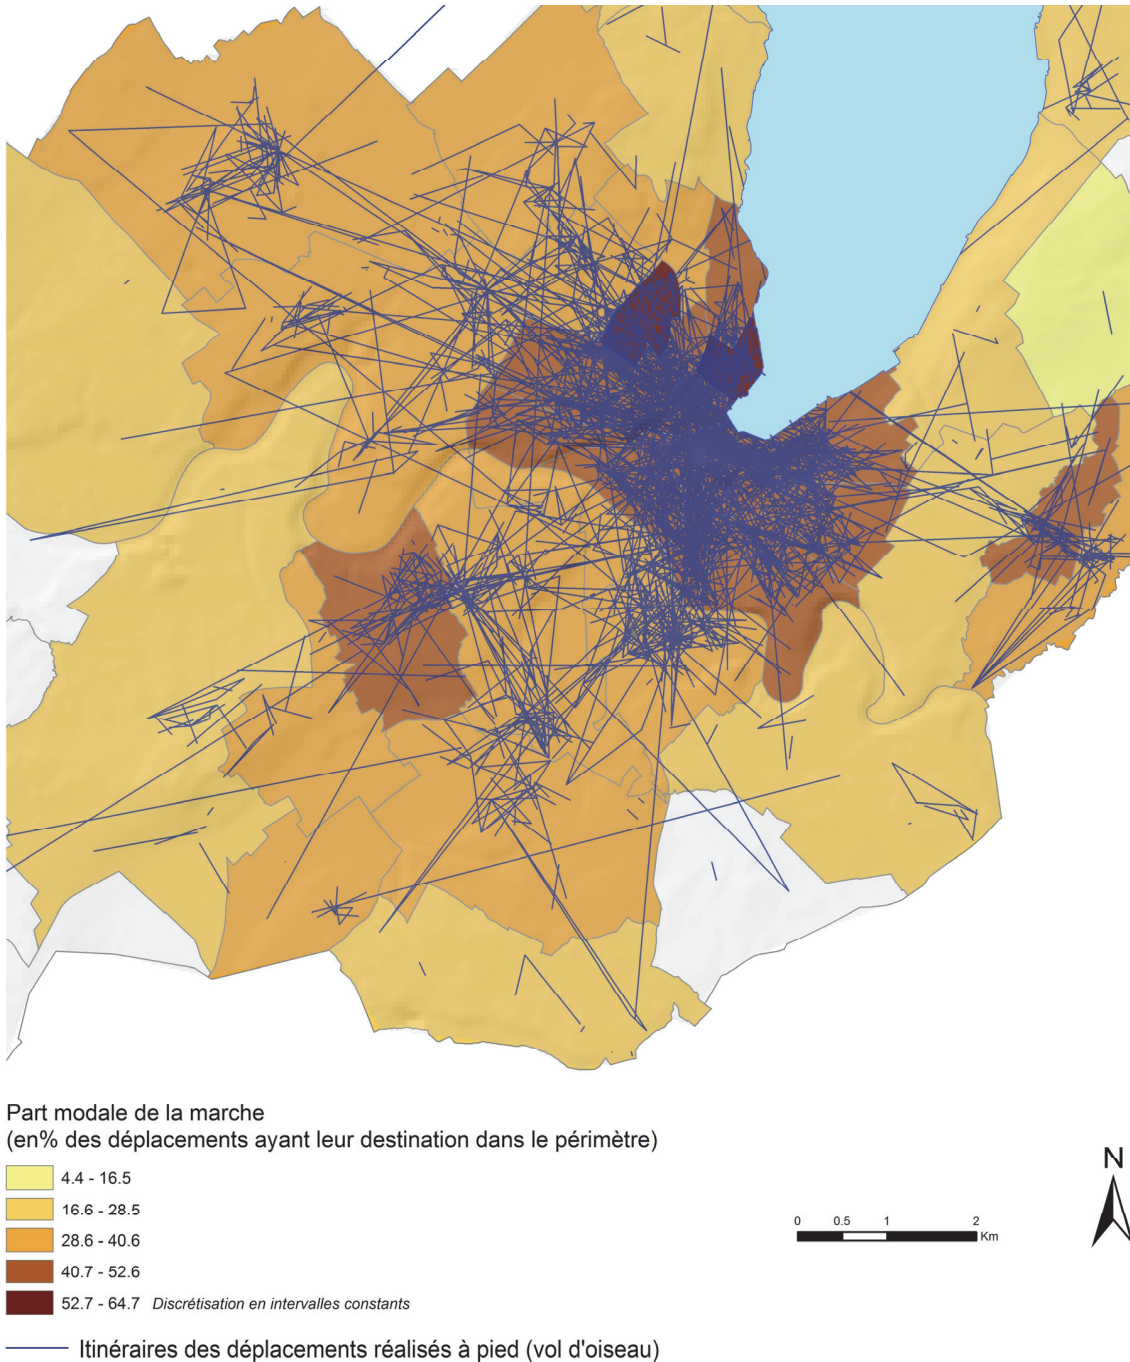 Part modale de la marche
(en% des déplacements ayant leur destination dans le périmètre)
4.4 - 16.5
16.6 - 28.5
28.6 - 40.6
40.7 - 52.6
52.7 - 64.7 Discrétisation en intervalles constants
Itinéraires des déplacements réalisés à pied (vol d'oiseau)
0 0.5 1 2
Km
N